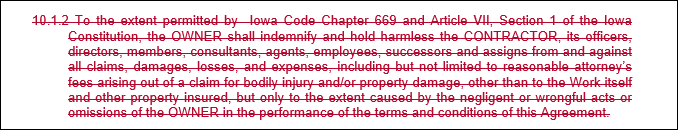 10.1.2 To the extent permitted by  Iowa Code Chapter 669 and Article VII, Section 1 of the Iowa
Constitution, the OWNER shall indemnify and hold harmless the CONTRACTOR, its officers,
directors, members, consultants, agents, employees, successors and assigns from and against
all claims, damages, losses, and expenses, including but not limited to reasonable attorney's
fees arising out of a claim for bodily injury and/or property damage, other than to the Work itself
and other property insured, but only to the extent caused by the negligent or wrongful acts or
omissions of the OWNER in the performance of the terms and conditions of this Agreement.